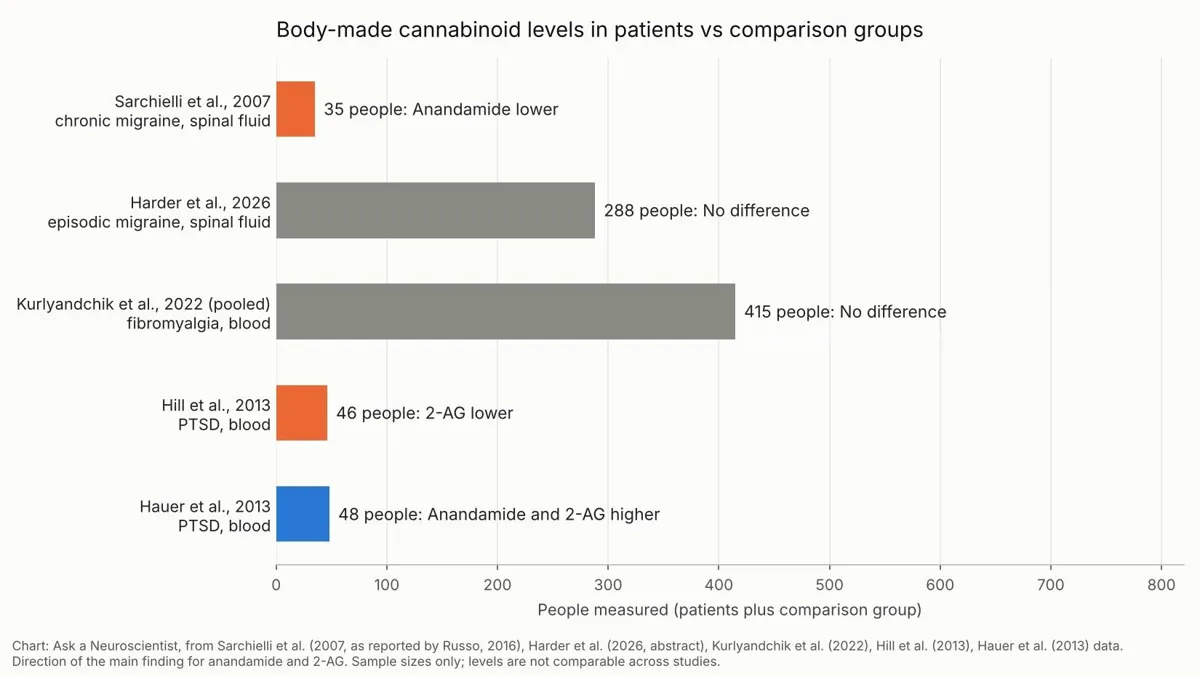 Body-made cannabinoid levels in patients vs comparison groups
Sarchielli et al., 2007
chronic migraine, spinal fluid
35 people: Anandamide lower
Harder et al., 2026
episodic migraine, spinal fluid
288 people: No difference
Kurlyandchik et al., 2022 (pooled)
fibromyalgia, blood
415 people: No difference
Hill et al., 2013
PTSD, blood
46 people: 2-AG lower
Hauer et al., 2013
PTSD, blood
48 people: Anandamide and 2-AG higher
0 100 200 300 400 500 600 700 800
People measured (patients plus comparison group)
Chart: Ask a Neuroscientist, from Sarchielli et al. (2007, as reported by Russo, 2016), Harder et al. (2026, abstract), Kurlyandchik et al. (2022), Hill et al. (2013), Hauer et al. (2013) data.
Direction of the main finding for anandamide and 2-AG. Sample sizes only; levels are not comparable across studies.